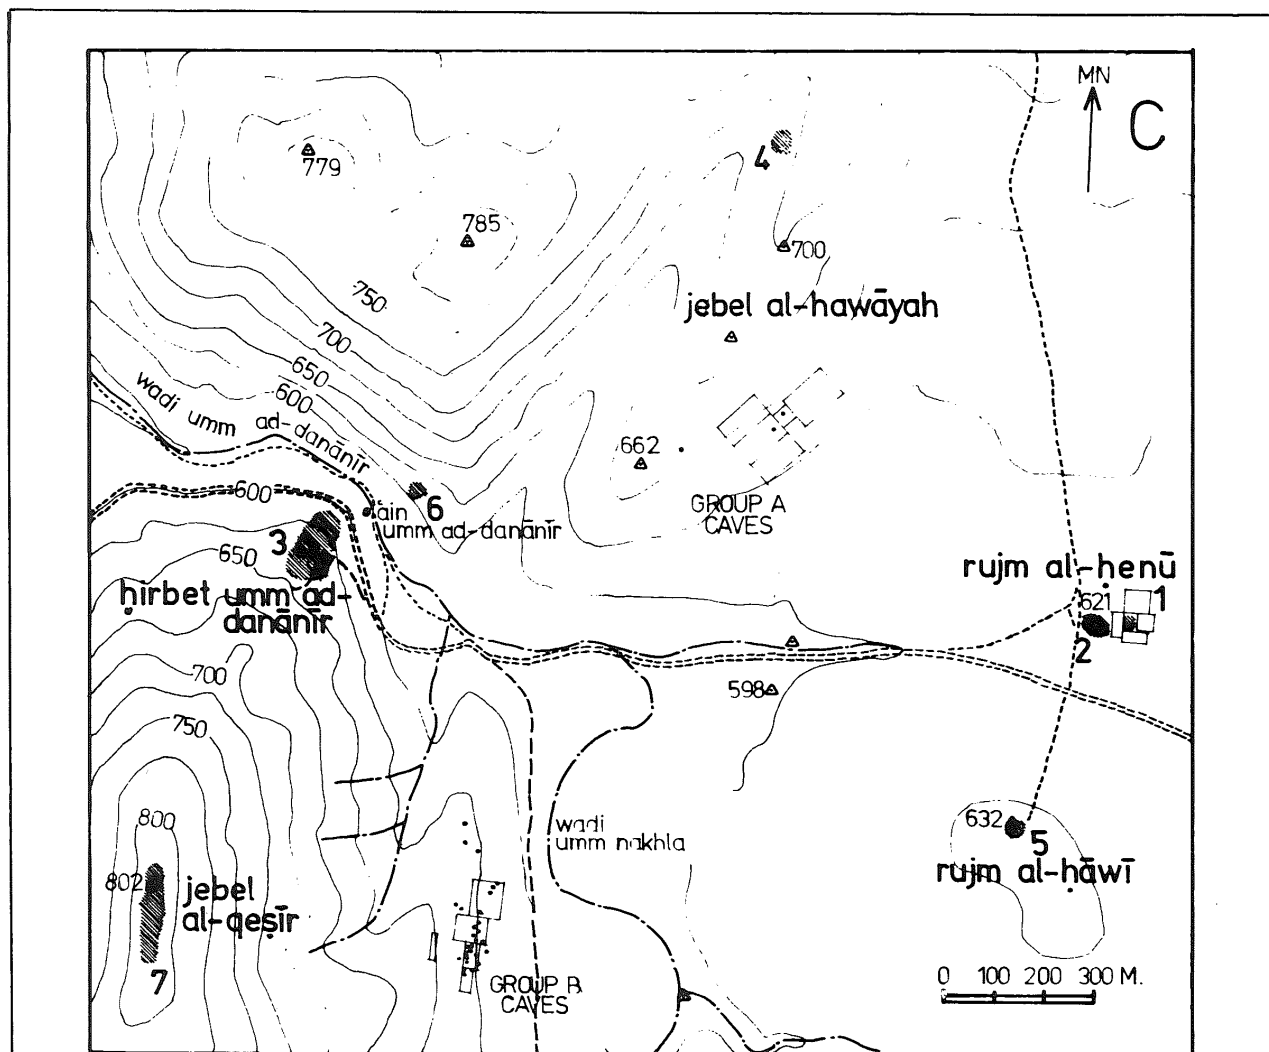 MN
C
4
779
785
700
750
jebel al-hawāyah
700
650
600
wadi umm ad-danānīr
662
600
6
GROUP A
CAVES
ʿain
umm ad-danānīr
3
650
rujm al-ḥenū
ḥirbet umm ad-
danānīr
621
1
2
700
598
750
800
632
5
wadi
umm nakhla
rujm al-ḥāwī
802
jebel
al-qeṣīr
7
GROUP B
CAVES
0 100 200 300 M.